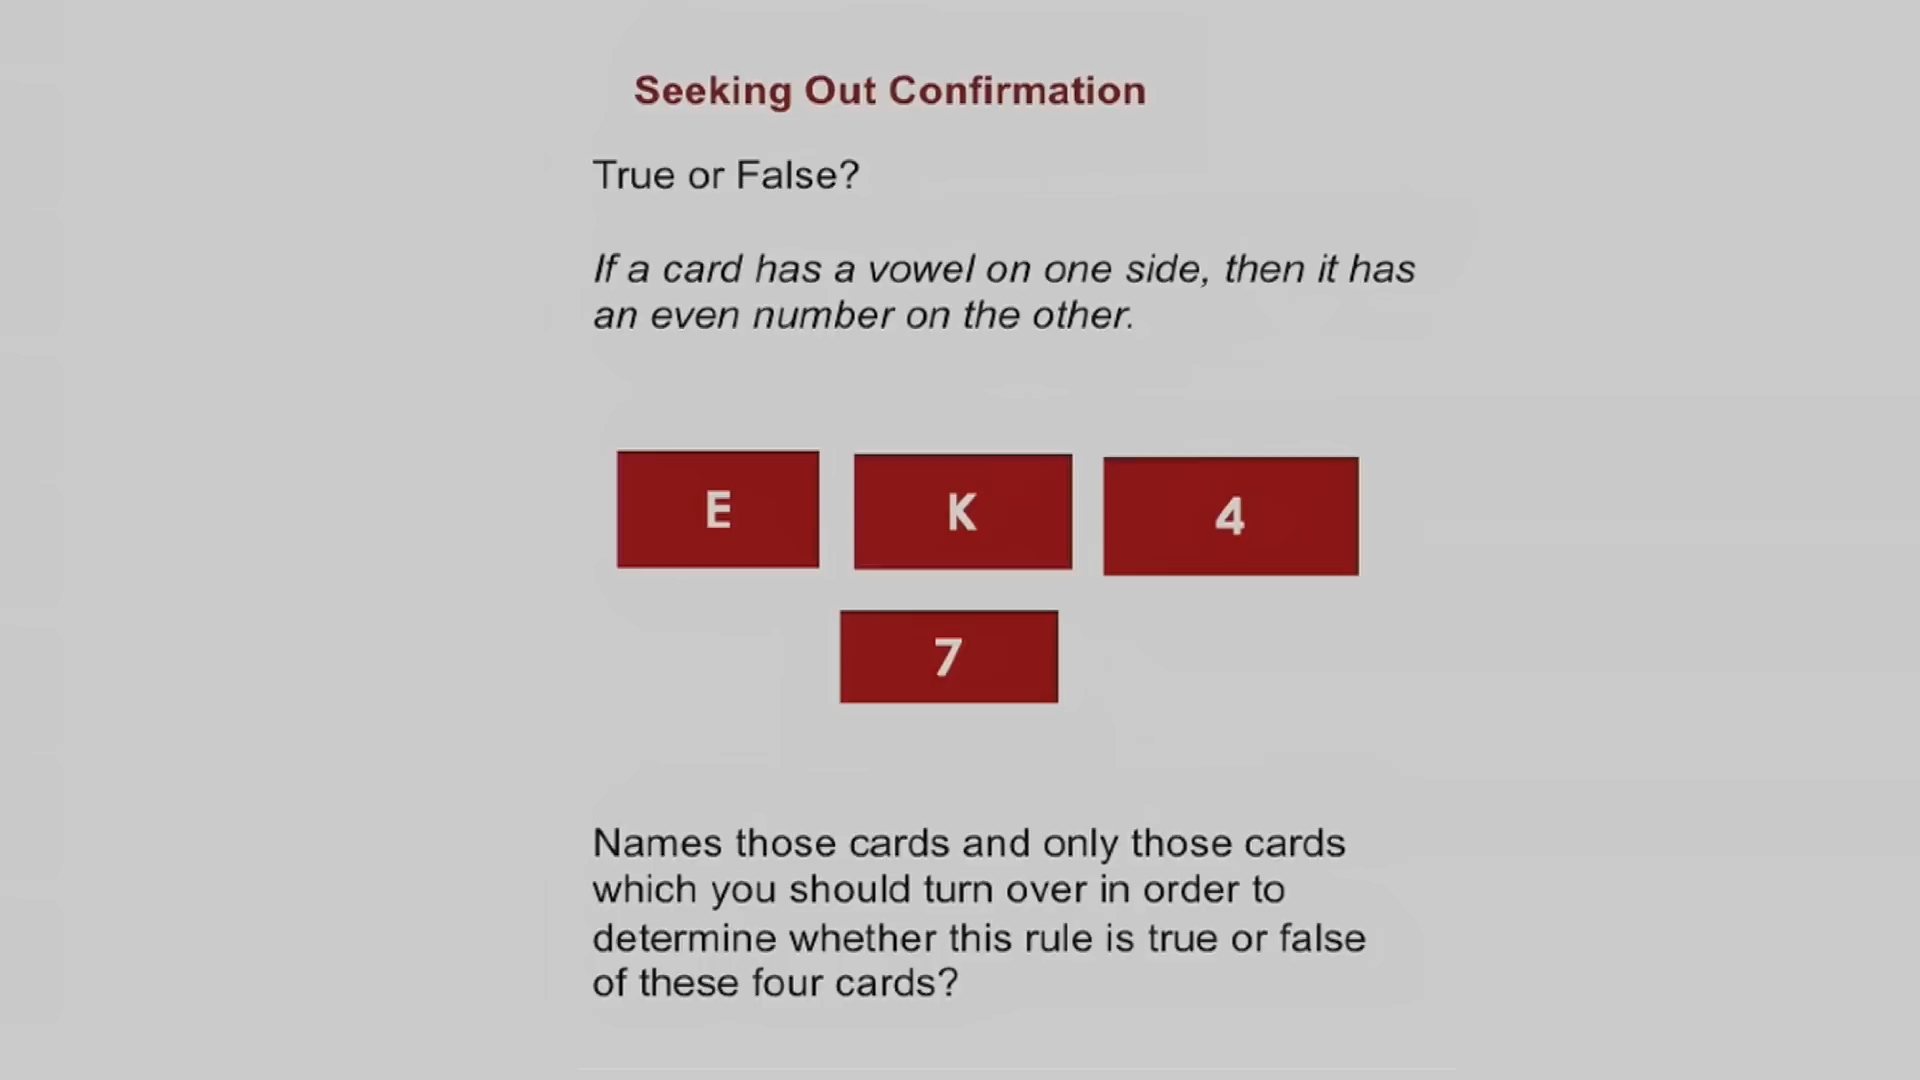 Seeking Out Confirmation
True or False?
If a card has a vowel on one side, then it has
an even number on the other.
E K 4
7
Names those cards and only those cards
which you should turn over in order to
determine whether this rule is true or false
of these four cards?